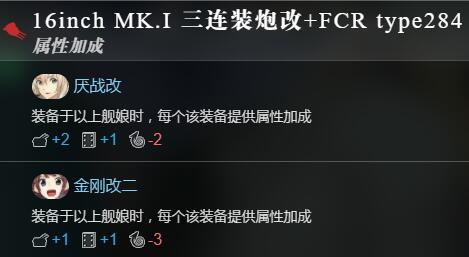 16inch MK.I 三连装炮改+FCR type284
属性加成
厌战改
装备于以上舰娘时，每个该装备提供属性加成
+2 +1 -2
金刚改二
装备于以上舰娘时，每个该装备提供属性加成
+1 +1 -3